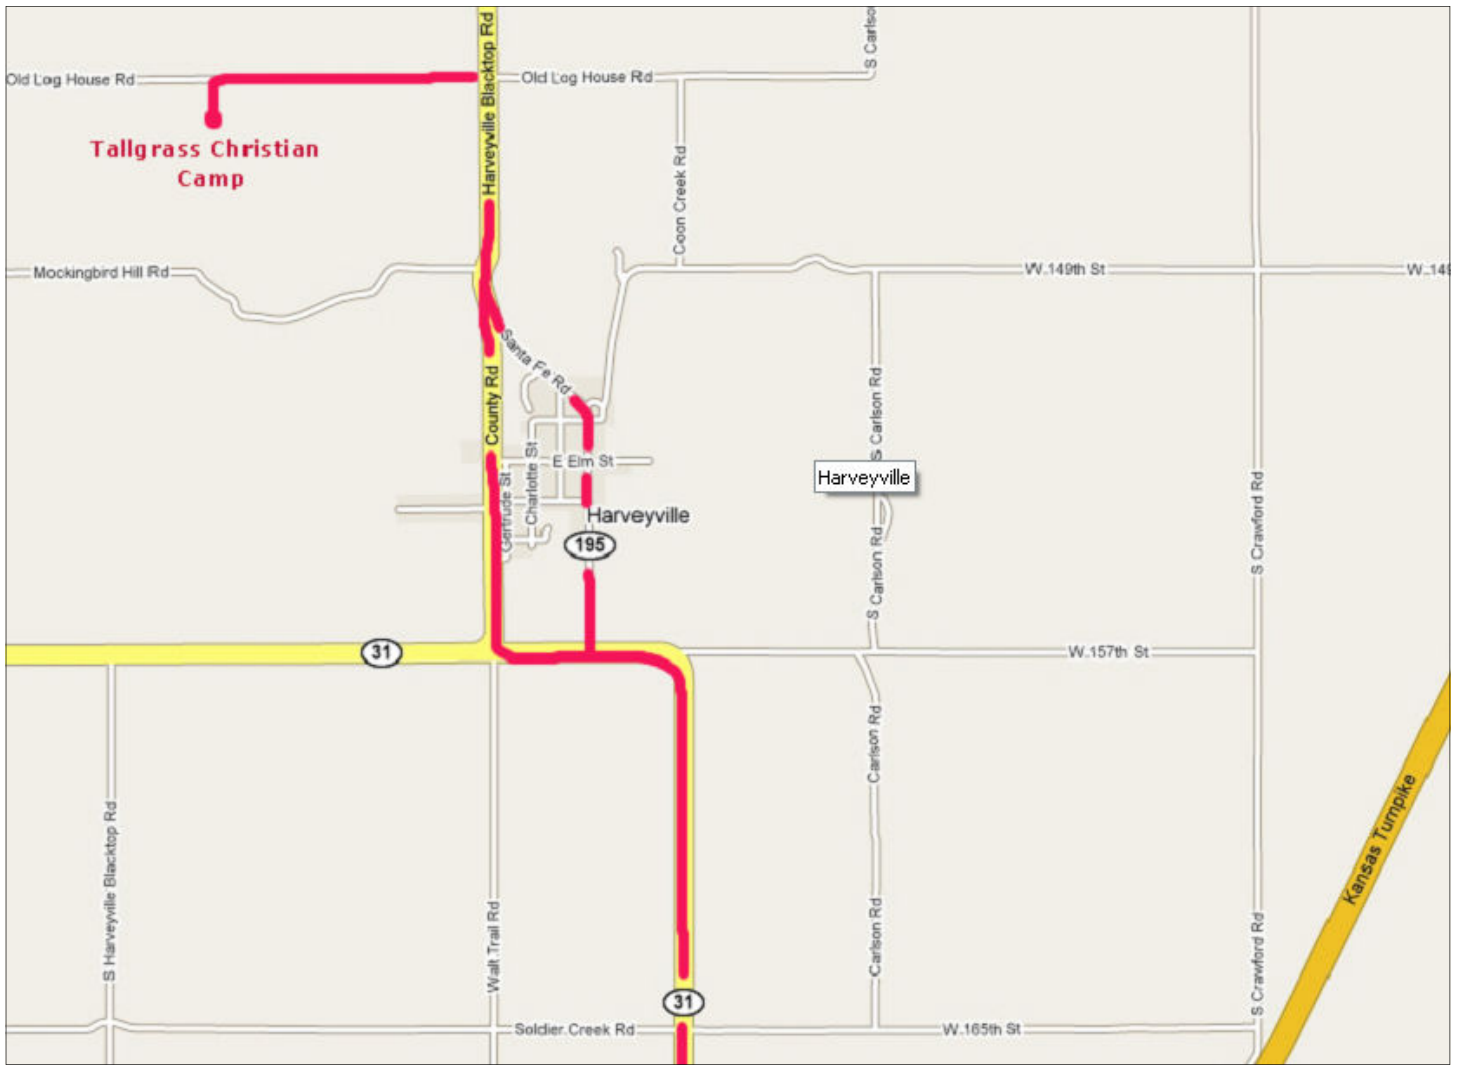 S Carlso
Harveyville Blacktop Rd
Old Log House Rd
Old Log House Rd
Tallgrass Christian
Camp
Coon Creek Rd
Mockingbird Hill Rd
W 149th St
W 149
Santa Fe Rd
County Rd
S Carlson Rd
E Elm St
Charlotte St
Gertrude St
Harveyville
Harveyville
195
S Crawford Rd
S Carlson Rd
31
W 157th St
Carlson Rd
Kansas Turnpike
S Harveyville Blacktop Rd
Walt Trail Rd
Carlson Rd
S Crawford Rd
31
Soldier Creek Rd
W 165th St